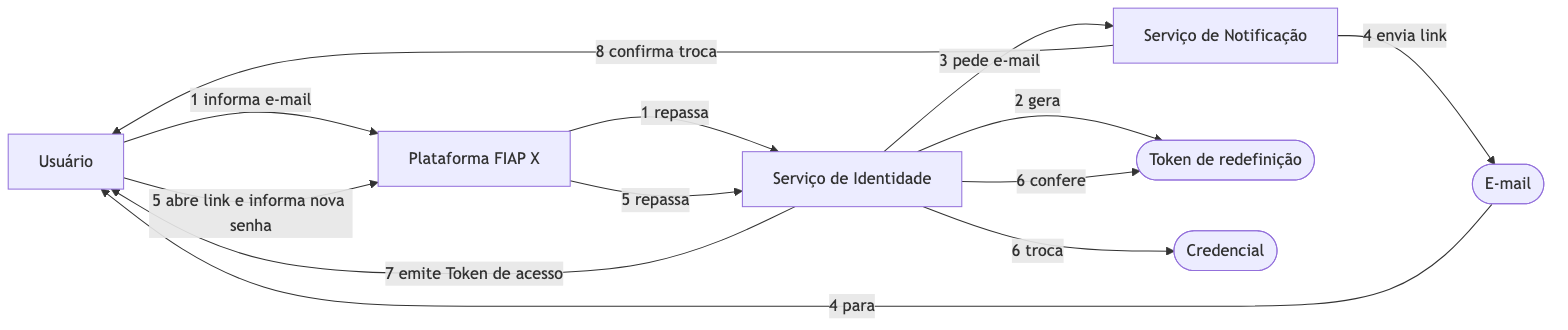 Serviço de Notificação
4 envia link
8 confirma troca
3 pede e-mail
1 informa e-mail
1 repassa
2 gera
Usuário
Plataforma FIAP X
Token de redefinição
Serviço de Identidade
6 confere
E-mail
5 abre link e informa nova
senha
5 repassa
6 troca
Credencial
7 emite Token de acesso
4 para